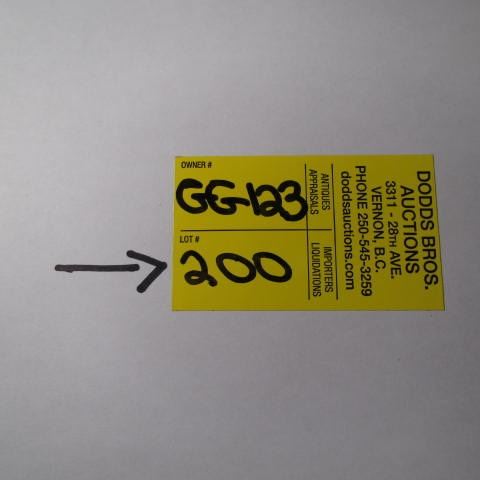 OWNER #
GG-123
LOT #
200
ANTIQUES
APPRAISALS
IMPORTERS
LIQUIDATIONS
DODDS BROS.
AUCTIONS
3311 - 28TH AVE.
VERNON, B.C.
PHONE 250-545-3259
doddsauctions.com